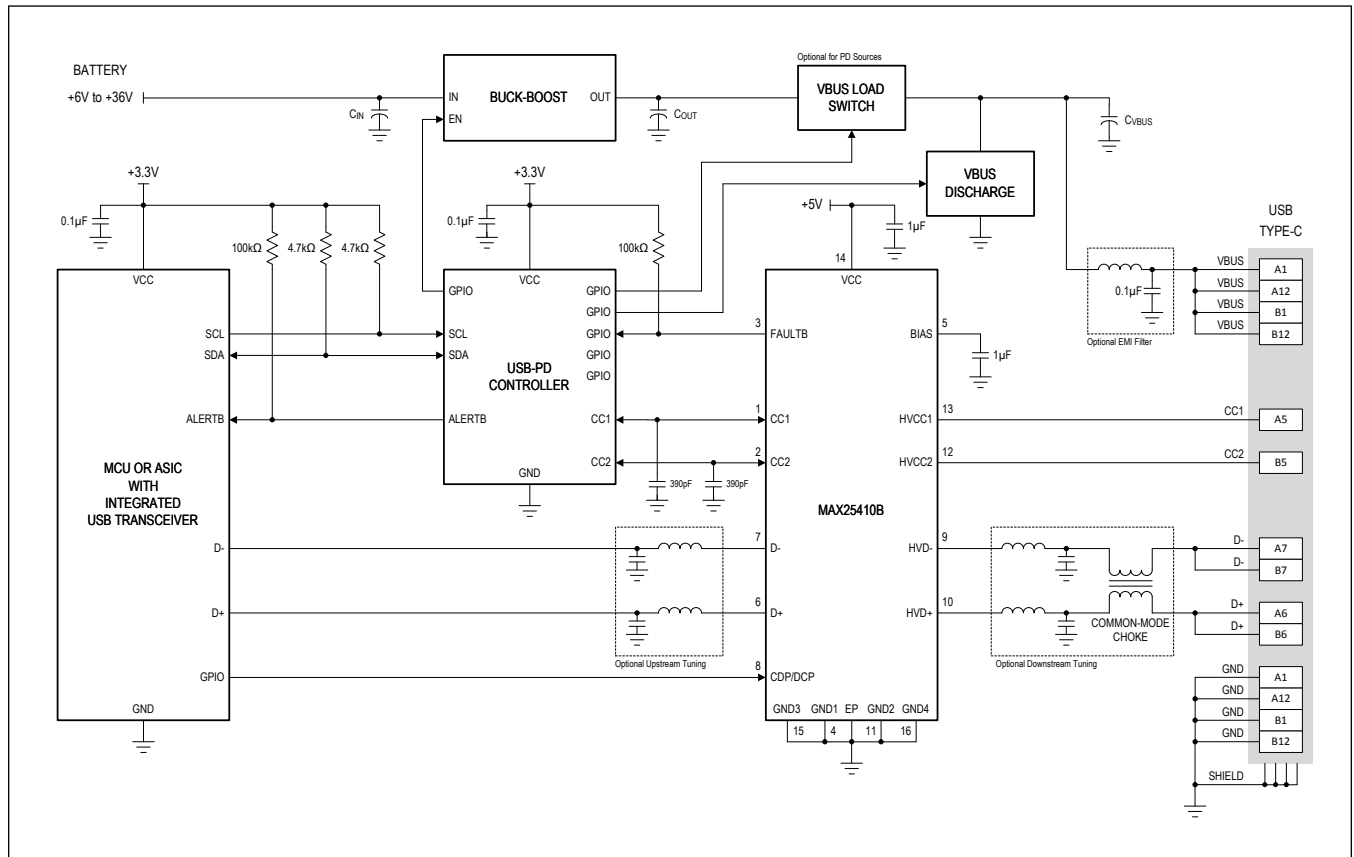 Optional for PD Sources
BATTERY
+6V to +36V
CIN
IN
EN
BUCK-BOOST
OUT
COUT
VBUS LOAD
SWITCH
CVBUS
VBUS
DISCHARGE
+3.3V
0.1µF
100kΩ
4.7kΩ
4.7kΩ
+3.3V
0.1µF
100kΩ
+5V
1µF
14
USB
TYPE-C
VCC
SCL
SDA
ALERTB
MCU OR ASIC
WITH
INTEGRATED
USB TRANSCEIVER
D-
D+
GPIO
GND
VCC
GPIO
SCL
SDA
ALERTB
USB-PD
CONTROLLER
GPIO
GPIO
GPIO
GPIO
GPIO
CC1
CC2
GND
390pF
390pF
Optional Upstream Tuning
VCC
3
FAULTB
1
CC1
2
CC2
7
D-
6
D+
8
CDP/DCP
MAX25410B
5
BIAS
1µF
13
HVCC1
12
HVCC2
9
HVD-
10
HVD+
GND3 GND1 EP GND2 GND4
15 4 11 16
COMMON-MODE
CHOKE
Optional Downstream Tuning
0.1µF
Optional EMI Filter
VBUS A1
VBUS A12
VBUS B1
VBUS B12
CC1 A5
CC2 B5
D- A7
D- B7
D+ A6
D+ B6
GND A1
GND A12
GND B1
GND B12
SHIELD